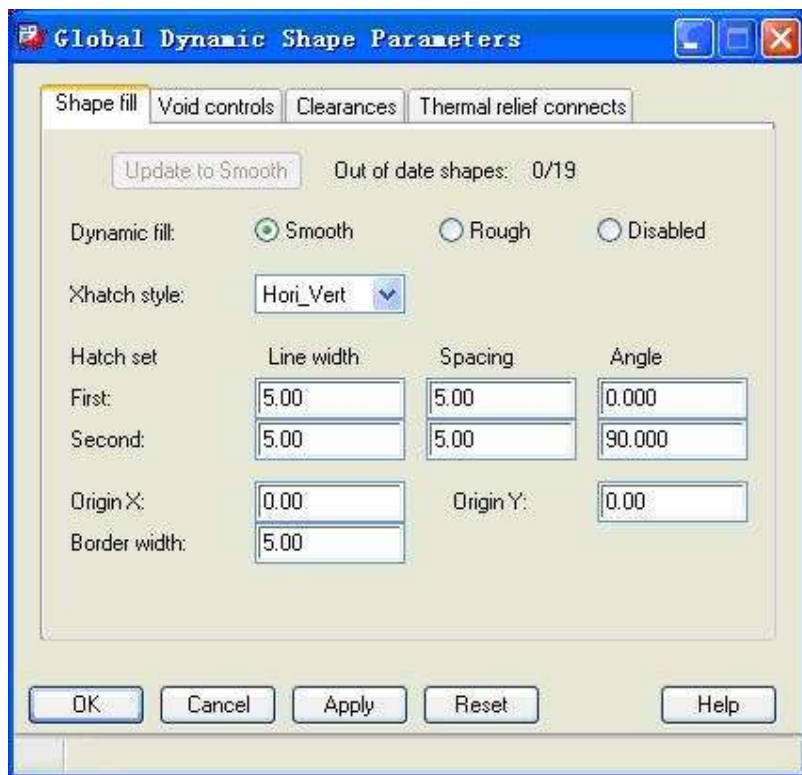 Global Dynamic Shape Parameters
Shape fill Void controls Clearances Thermal relief connects
Update to Smooth Out of date shapes: 0/19
Dynamic fill: Smooth Rough Disabled
Xhatch style: Hori_Vert
Hatch set Line width Spacing Angle
First: 5.00 5.00 0.000
Second: 5.00 5.00 90.000
Origin X: 0.00 Origin Y: 0.00
Border width: 5.00
OK Cancel Apply Reset Help